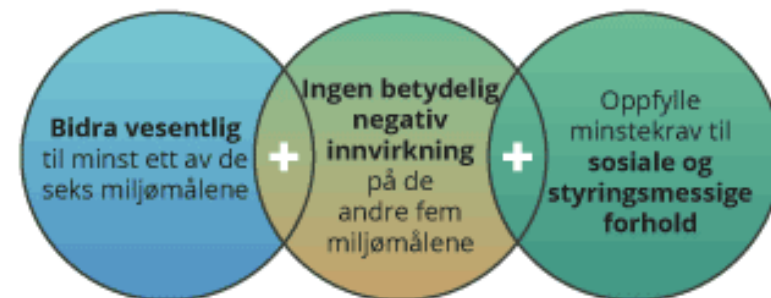 Bidra vesentlig
til minst ett av de
seks miljømålene
+
Ingen betydelig
negativ
innvirkning
på de
andre fem
miljømålene
+
Oppfylle
minstekrav til
sosiale og
styringsmessige
forhold